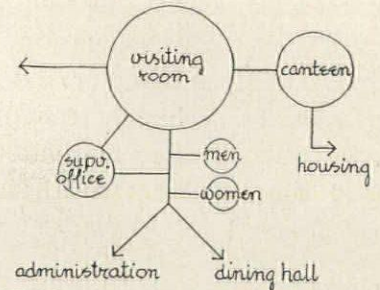 visiting
room
canteen
men
supv.
office
housing
women
administration
dining hall